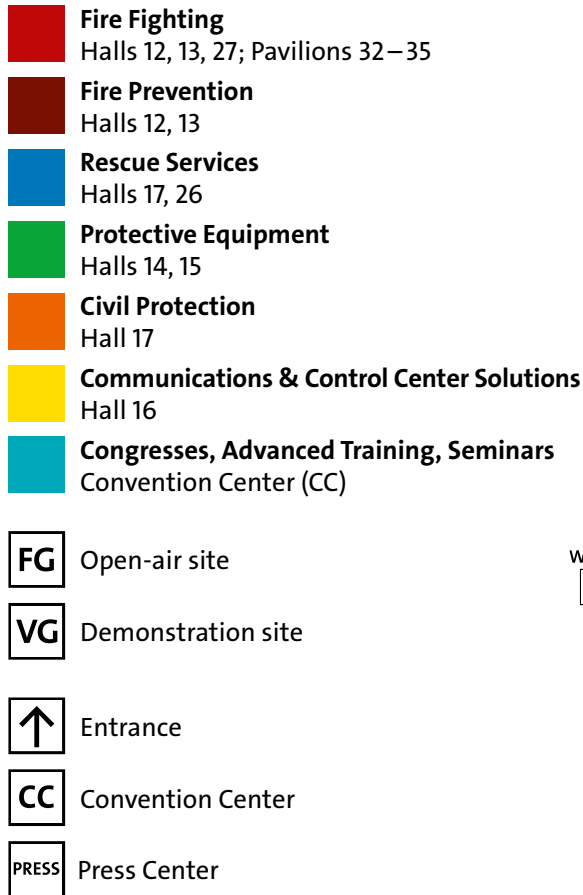 Fire Fighting
Halls 12, 13, 27; Pavilions 32–35
Fire Prevention
Halls 12, 13
Rescue Services
Halls 17, 26
Protective Equipment
Halls 14, 15
Civil Protection
Hall 17
Communications & Control Center Solutions
Hall 16
Congresses, Advanced Training, Seminars
Convention Center (CC)
FG Open-air site
VG Demonstration site
↑ Entrance
CC Convention Center
PRESS Press Center